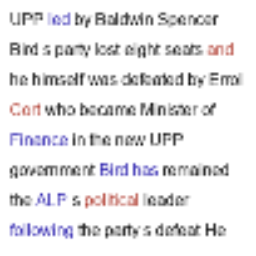 UPP led by Baldwin Spencer
Bird s party lost eight seats and
he himself was defeated by Errol
Cort who became Minister of
Finance in the new UPP
government Bird has remained
the ALP s political leader
following the party s defeat He